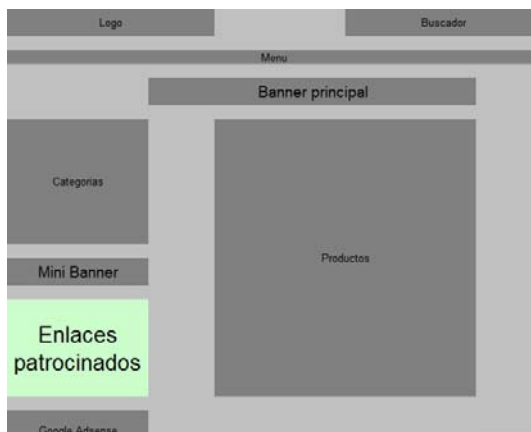 Logo
Buscador
Menu
Banner principal
Categorias
Mini Banner
Productos
Enlaces
patrocinados
Google Adsense